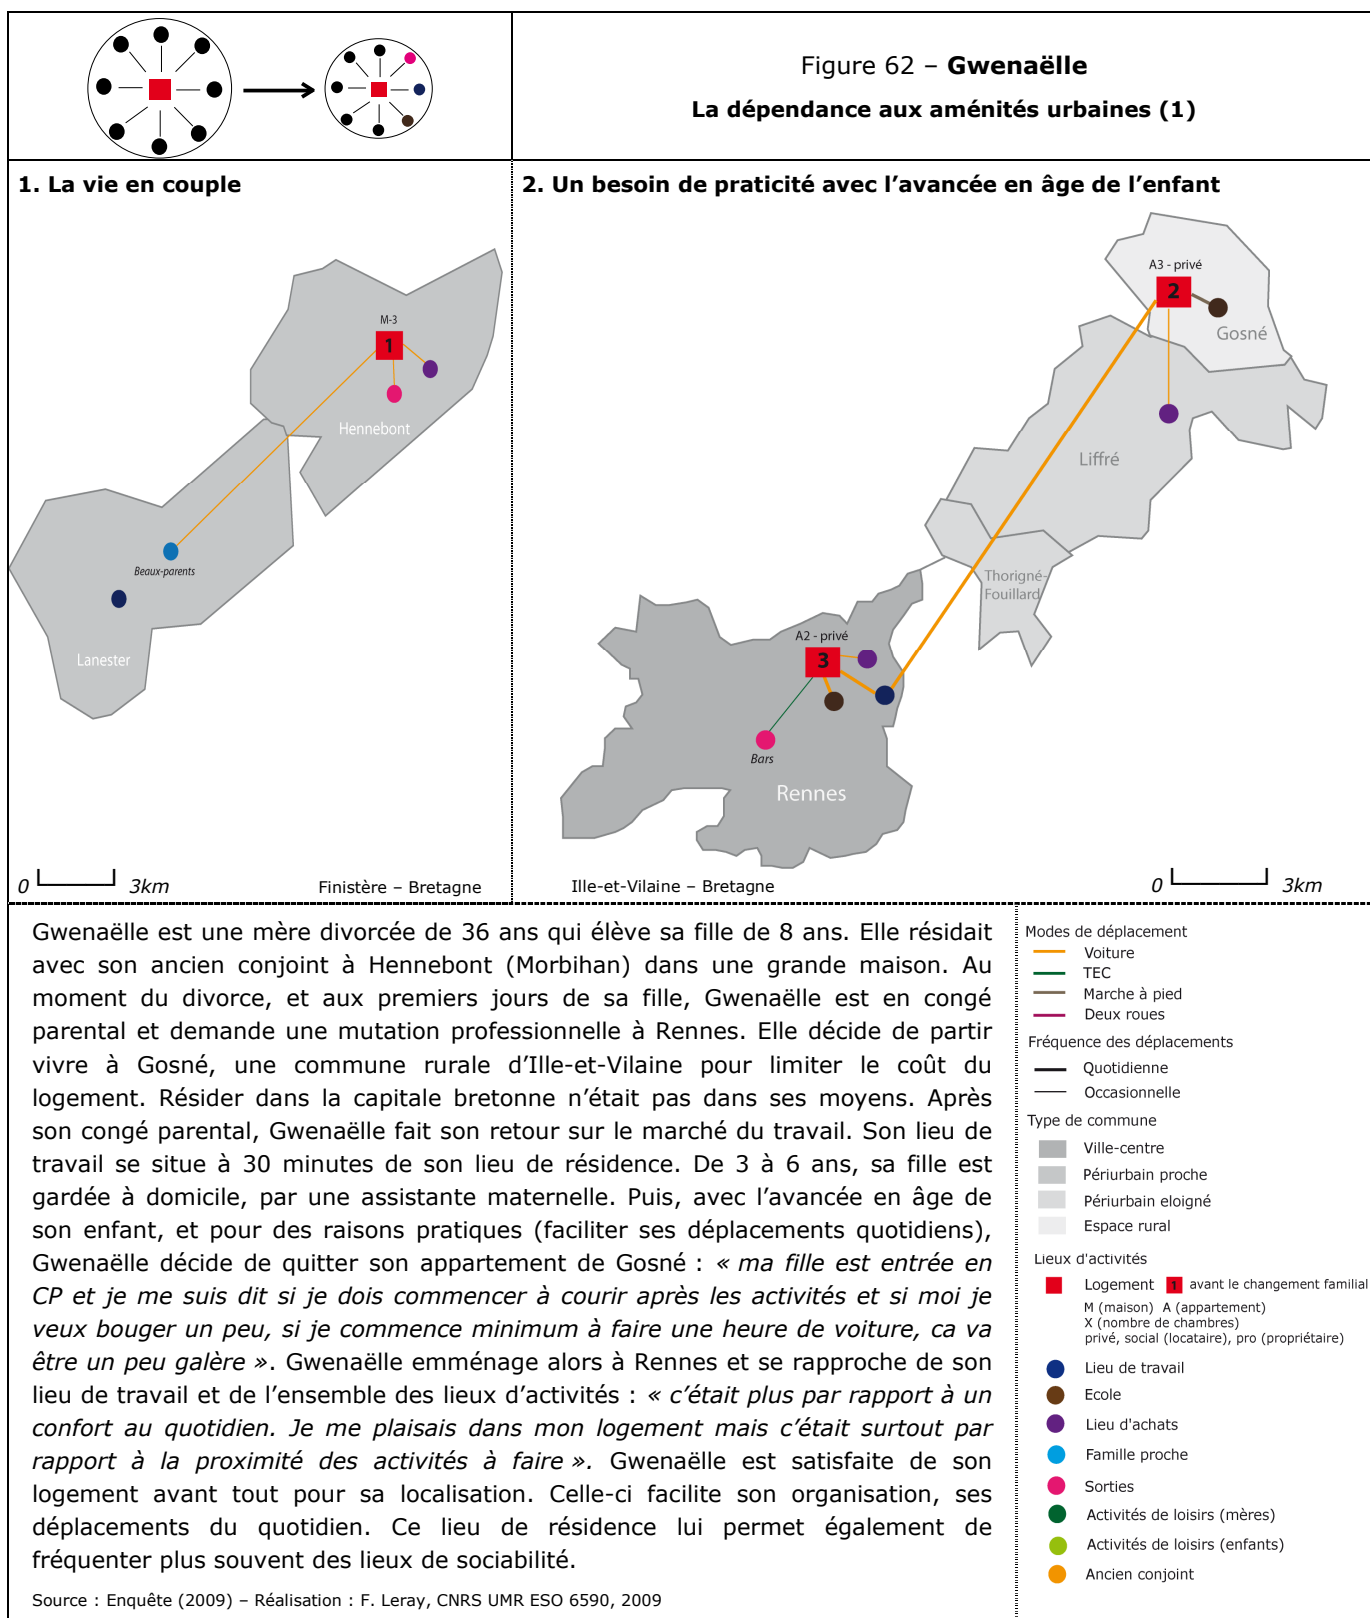 Figure 62 – Gwenaëlle
La dépendance aux aménités urbaines (1)
1. La vie en couple
M-3
1
Hennebont
Beaux-parents
Lanester
0 3km
Finistère – Bretagne
2. Un besoin de praticité avec l’avancée en âge de l’enfant
A3 - privé
2
Gosné
Liffré
Thorigné-
Fouillard
A2 - privé
3
Bars
Rennes
Ille-et-Vilaine – Bretagne
0 3km
Gwenaëlle est une mère divorcée de 36 ans qui élève sa fille de 8 ans. Elle résidait
avec son ancien conjoint à Hennebont (Morbihan) dans une grande maison. Au
moment du divorce, et aux premiers jours de sa fille, Gwenaëlle est en congé
parental et demande une mutation professionnelle à Rennes. Elle décide de partir
vivre à Gosné, une commune rurale d’Ille-et-Vilaine pour limiter le coût du
logement. Résider dans la capitale bretonne n’était pas dans ses moyens. Après
son congé parental, Gwenaëlle fait son retour sur le marché du travail. Son lieu de
travail se situe à 30 minutes de son lieu de résidence. De 3 à 6 ans, sa fille est
gardée à domicile, par une assistante maternelle. Puis, avec l’avancée en âge de
son enfant, et pour des raisons pratiques (faciliter ses déplacements quotidiens),
Gwenaëlle décide de quitter son appartement de Gosné : « ma fille est entrée en
CP et je me suis dit si je dois commencer à courir après les activités et si moi je
veux bouger un peu, si je commence minimum à faire une heure de voiture, ca va
être un peu galère ». Gwenaëlle emménage alors à Rennes et se rapproche de son
lieu de travail et de l’ensemble des lieux d’activités : « c’était plus par rapport à un
confort au quotidien. Je me plaisais dans mon logement mais c’était surtout par
rapport à la proximité des activités à faire ». Gwenaëlle est satisfaite de son
logement avant tout pour sa localisation. Celle-ci facilite son organisation, ses
déplacements du quotidien. Ce lieu de résidence lui permet également de
fréquenter plus souvent des lieux de sociabilité.
Source : Enquête (2009) – Réalisation : F. Leray, CNRS UMR ESO 6590, 2009
Modes de déplacement
Voiture
TEC
Marche à pied
Deux roues
Fréquence des déplacements
Quotidienne
Occasionnelle
Type de commune
Ville-centre
Périurbain proche
Périurbain eloigné
Espace rural
Lieux d'activités
Logement 1 avant le changement familial
M (maison) A (appartement)
X (nombre de chambres)
privé, social (locataire), pro (propriétaire)
Lieu de travail
Ecole
Lieu d'achats
Famille proche
Sorties
Activités de loisirs (mères)
Activités de loisirs (enfants)
Ancien conjoint